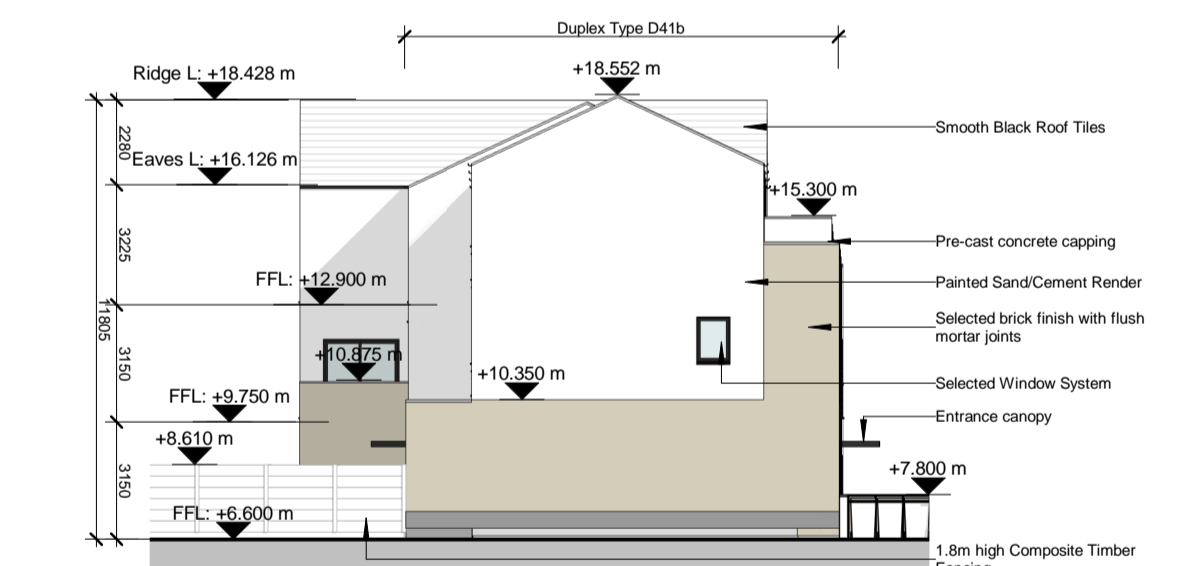 Duplex Type D41b
+18.552 m
Ridge L: +18.428 m
Smooth Black Roof Tiles
2280
Eaves L: +16.126 m
+15.300 m
3225
Pre-cast concrete capping
FFL: +12.900 m
Painted Sand/Cement Render
11805
Selected brick finish with flush
mortar joints
+10.875 m
3150
+10.350 m
Selected Window System
FFL: +9.750 m
Entrance canopy
+8.610 m
+7.800 m
3150
FFL: +6.600 m
1.8m high Composite Timber